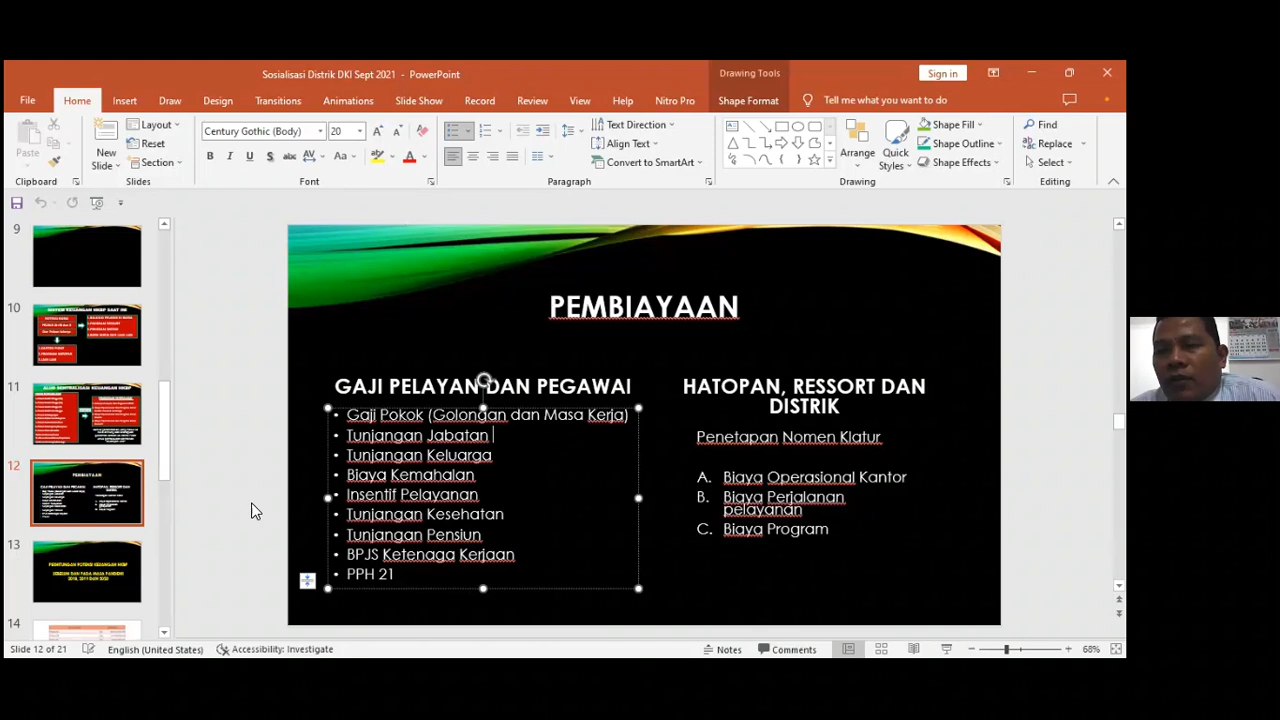 Sosialisasi Distrik DKI Sept 2021 - PowerPoint
Drawing Tools
Sign in
File
Home
Insert
Draw
Design
Transitions
Animations
Slide Show
Record
Review
View
Help
Nitro Pro
Shape Format
Tell me what you want to do
Paste
New
Slide
Layout
Reset
Section
Century Gothic (Body)
20
Text Direction
Align Text
Convert to SmartArt
Arrange
Quick
Styles
Shape Fill
Shape Outline
Shape Effects
Find
Replace
Select
Clipboard
Slides
Font
Paragraph
Drawing
Editing
9
10
11
12
13
14
PEMBIAYAAN
GAJI PELAYAN DAN PEGAWAI
• Gaji Pokok (Golongan dan Masa Kerja)
• Tunjangan Jabatan
• Tunjangan Keluarga
• Biaya Kemahalan
• Insentif Pelayanan
• Tunjangan Kesehatan
• Tunjangan Pensiun
• BPJS Ketenaga Kerjaan
• PPH 21
HATOPAN, RESSORT DAN
DISTRIK
Penetapan Nomen Klatur
A. Biaya Operasional Kantor
B. Biaya Perjalanan
pelayanan
C. Biaya Program
Slide 12 of 21
English (United States)
Accessibility: Investigate
Notes
Comments
68%